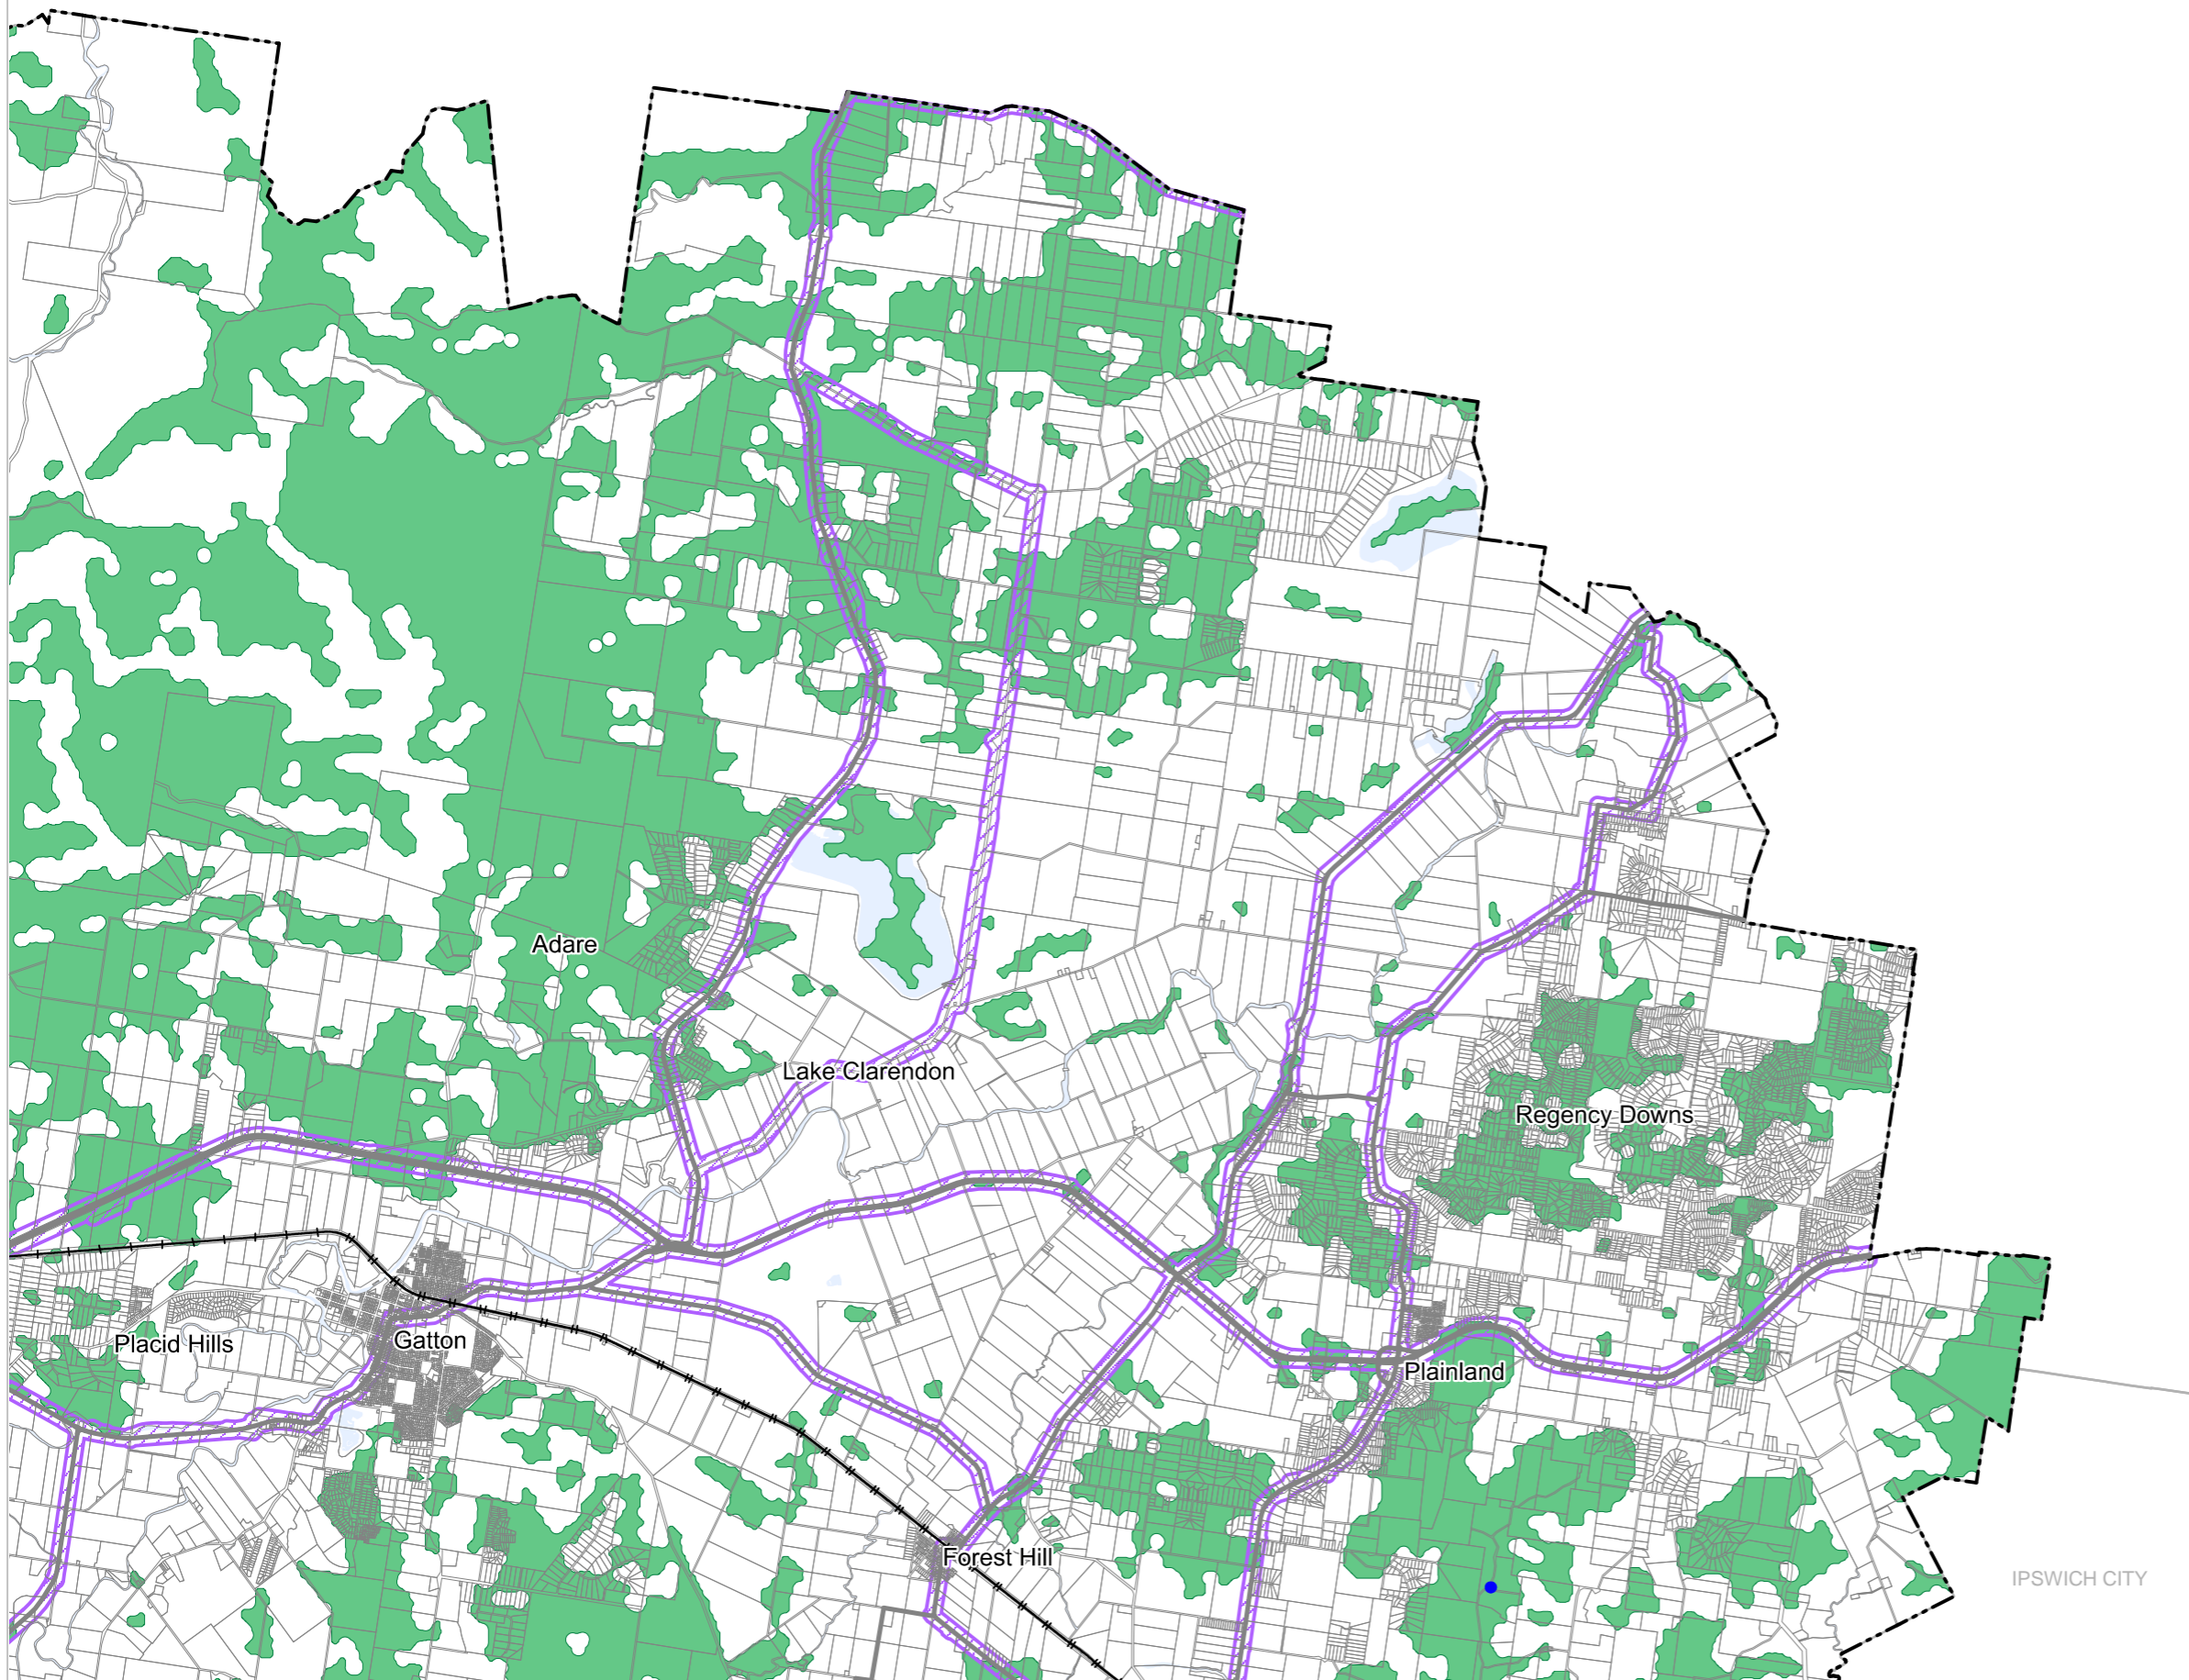 Adare
Lake Clarendon
Regency Downs
Placid Hills
Gatton
Plainland
Forest Hill
IPSWICH CITY